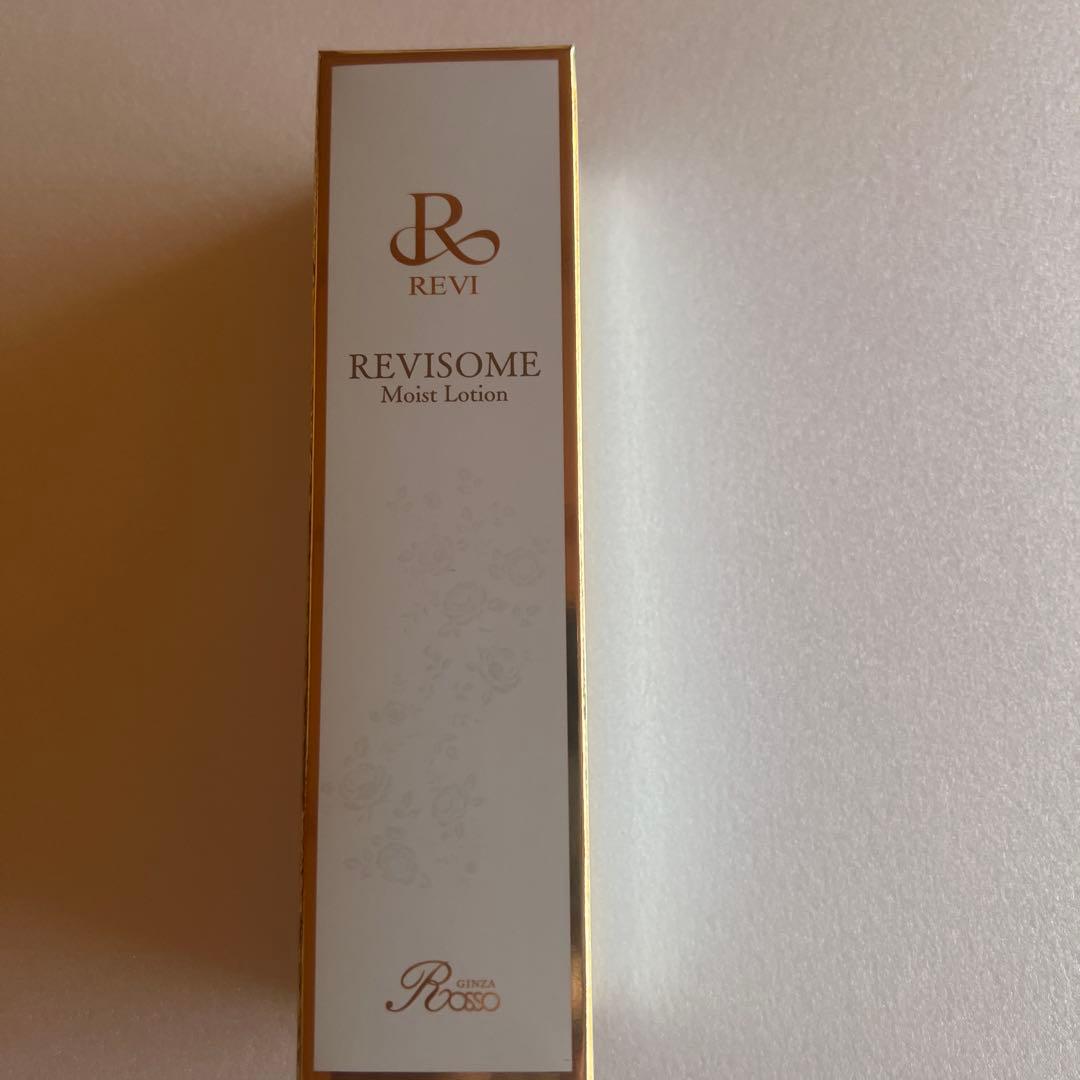 R
REVI
REVISOME
Moist Lotion
GINZA
Rosso